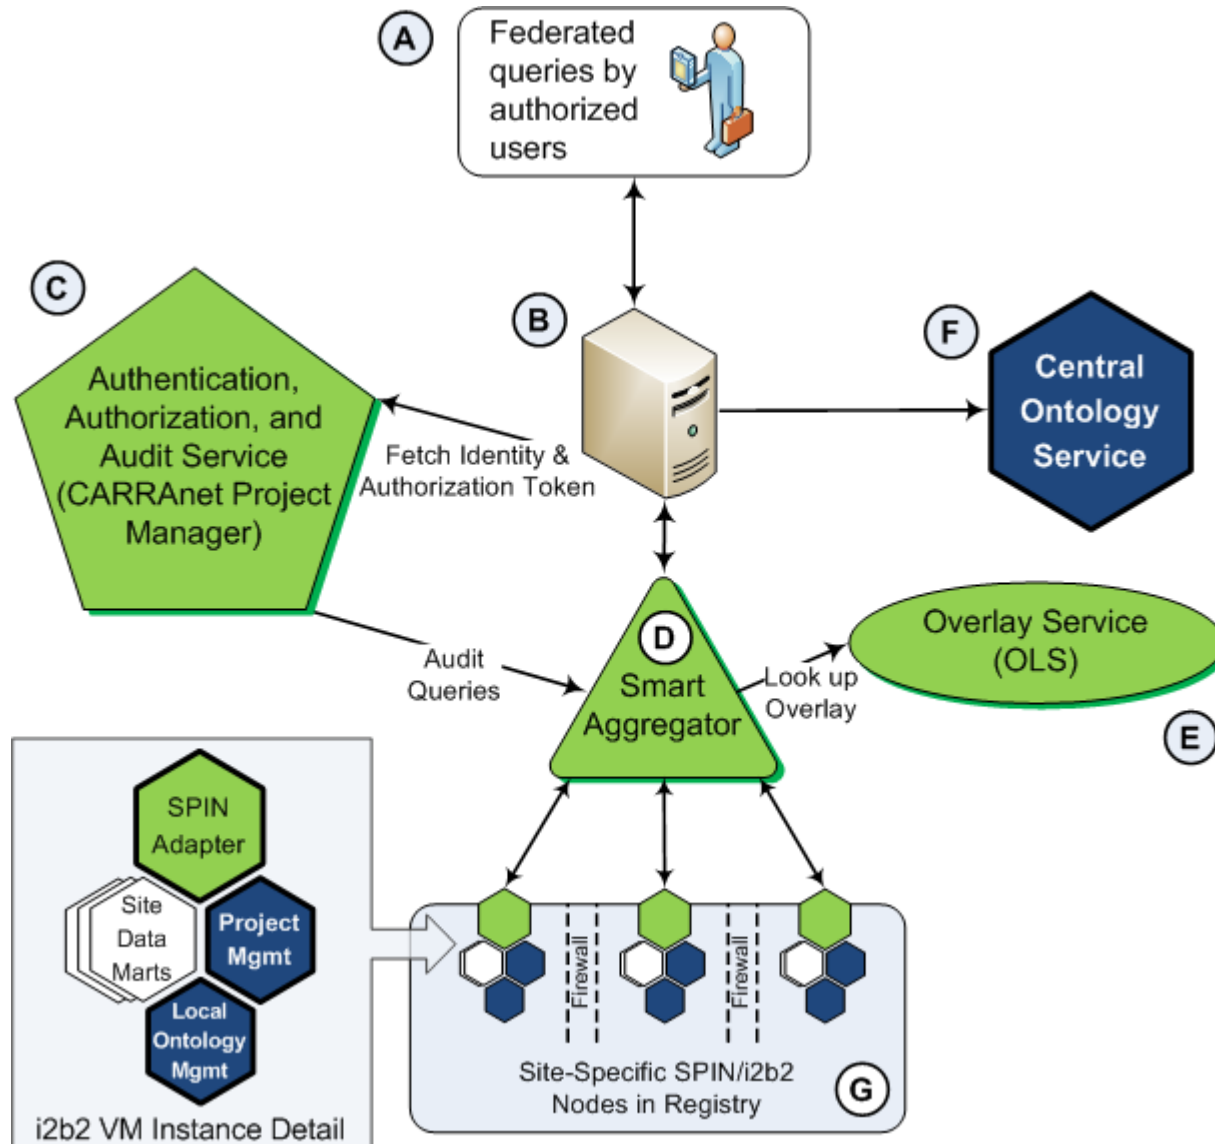 A
Federated
queries by
authorized
users
C
B
F
Authentication,
Authorization, and
Audit Service
(CARRAnet Project
Manager)
Fetch Identity &
Authorization Token
Central
Ontology
Service
D
Smart
Aggregator
Audit
Queries
Look up
Overlay
Overlay Service
(OLS)
E
SPIN
Adapter
Site
Data
Marts
Project
Mgmt
Local
Ontology
Mgmt
i2b2 VM Instance Detail
Firewall
Firewall
Site-Specific SPIN/i2b2
Nodes in Registry
G